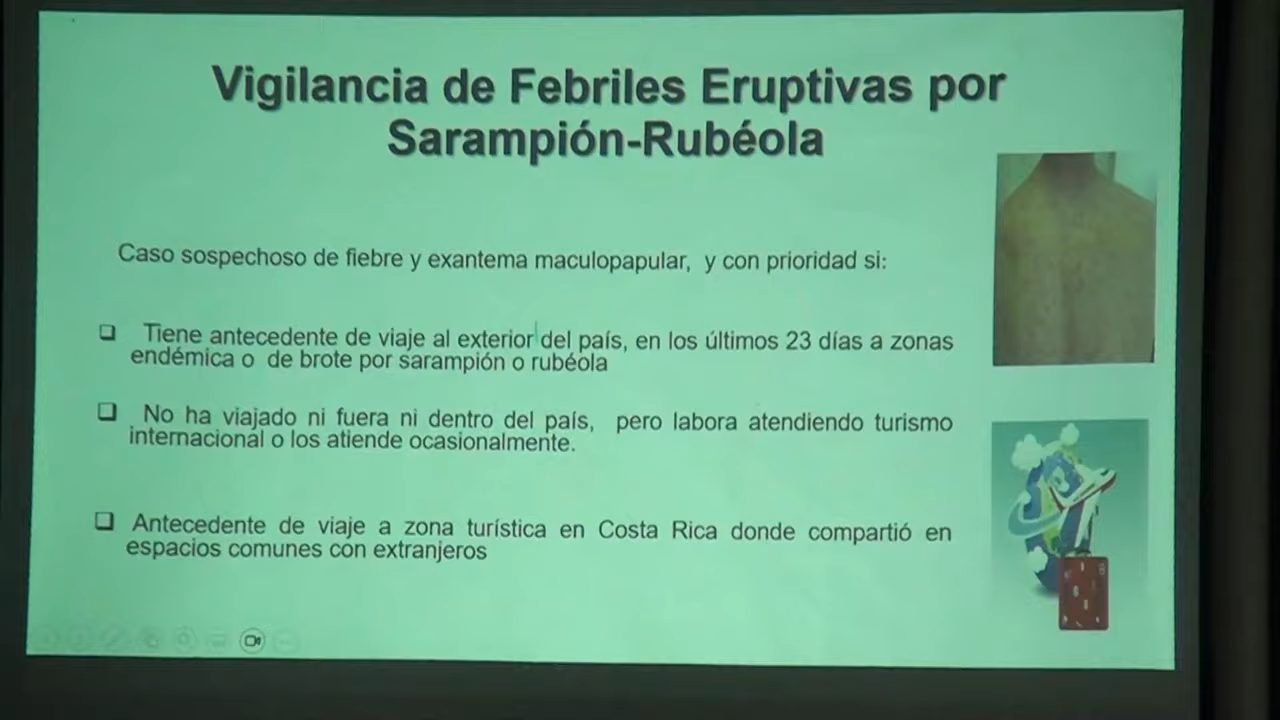 Vigilancia de Febriles Eruptivas por
Sarampión-Rubéola
Caso sospechoso de fiebre y exantema maculopapular, y con prioridad si:
❑ Tiene antecedente de viaje al exterior del país, en los últimos 23 días a zonas
endémica o de brote por sarampión o rubéola
❑ No ha viajado ni fuera ni dentro del país, pero labora atendiendo turismo
internacional o los atiende ocasionalmente.
❑ Antecedente de viaje a zona turística en Costa Rica donde compartió en
espacios comunes con extranjeros